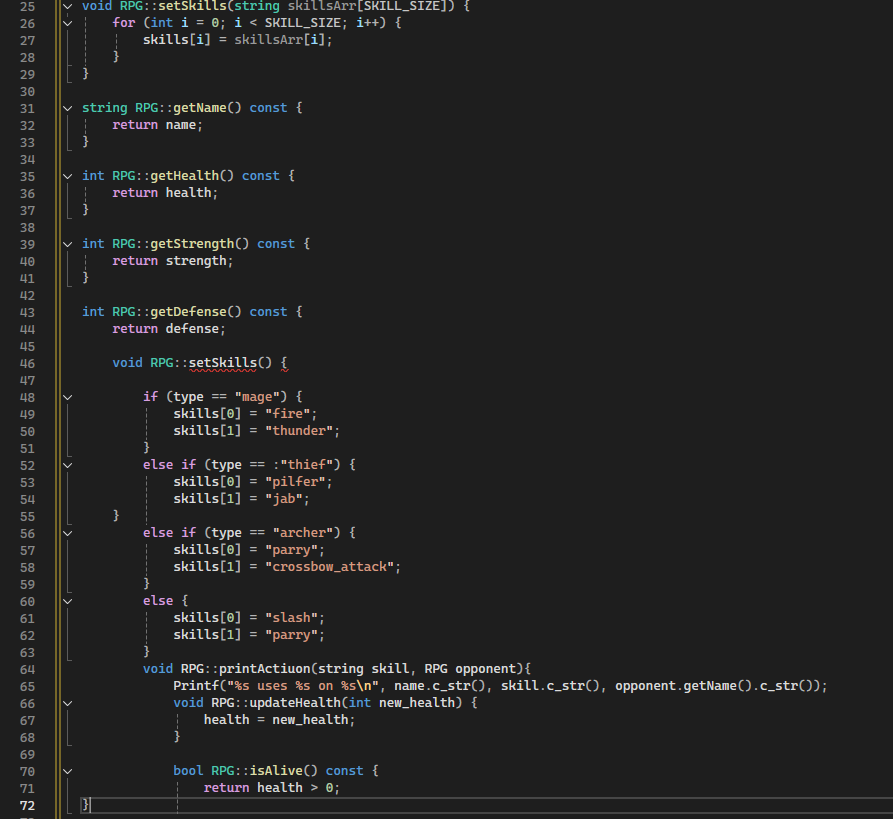 25 void RPG::setSkills(string skillsArr[SKILL_SIZE]) {
26 for (int i = 0; i < SKILL_SIZE; i++) {
27 skills[i] = skillsArr[i];
28 }
29 }
30
31 string RPG::getName() const {
32 return name;
33 }
34
35 int RPG::getHealth() const {
36 return health;
37 }
38
39 int RPG::getStrength() const {
40 return strength;
41 }
42
43 int RPG::getDefense() const {
44 return defense;
45
46 void RPG::setSkills() {
47
48 if (type == "mage") {
49 skills[0] = "fire";
50 skills[1] = "thunder";
51 }
52 else if (type == :"thief") {
53 skills[0] = "pilfer";
54 skills[1] = "jab";
55 }
56 else if (type == "archer") {
57 skills[0] = "parry";
58 skills[1] = "crossbow_attack";
59 }
60 else {
61 skills[0] = "slash";
62 skills[1] = "parry";
63 }
64 void RPG::printActiuon(string skill, RPG opponent){
65 Printf("%s uses %s on %s\n", name.c_str(), skill.c_str(), opponent.getName().c_str());
66 void RPG::updateHealth(int new_health) {
67 health = new_health;
68 }
69
70 bool RPG::isAlive() const {
71 return health > 0;
72 }